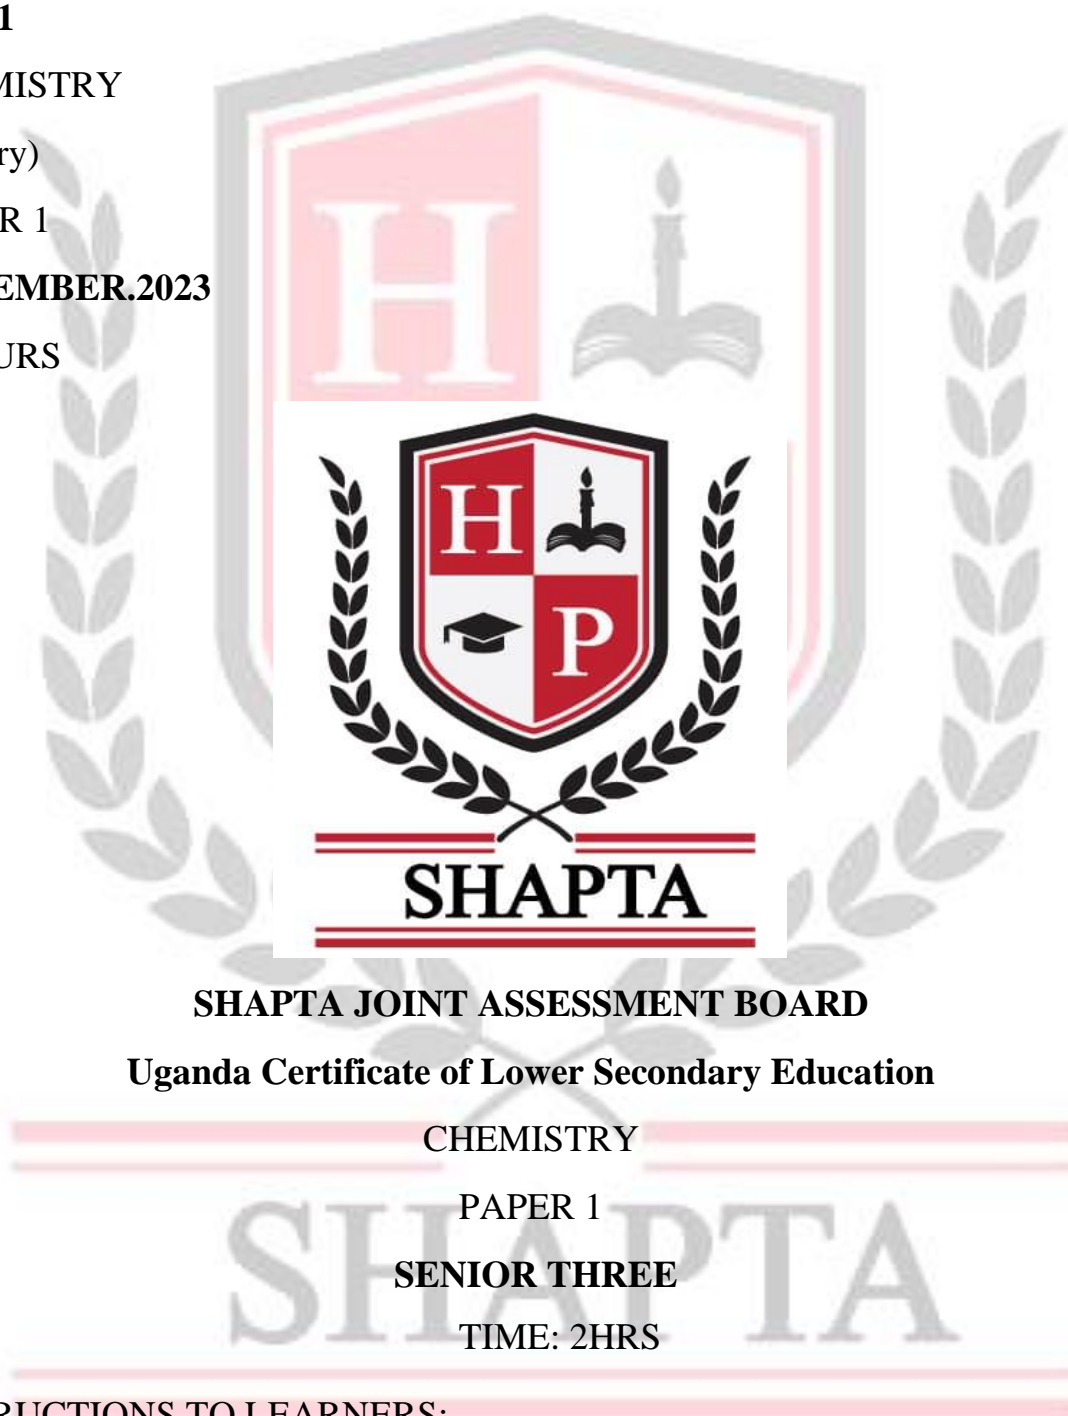 1
MISTRY
ry)
R 1
EMBER.2023
URS
H
P
SHAPTA
SHAPTA JOINT ASSESSMENT BOARD
Uganda Certificate of Lower Secondary Education
CHEMISTRY
PAPER 1
SENIOR THREE
TIME: 2HRS
SHAPTA
RUCTIONS TO LEARNERS: